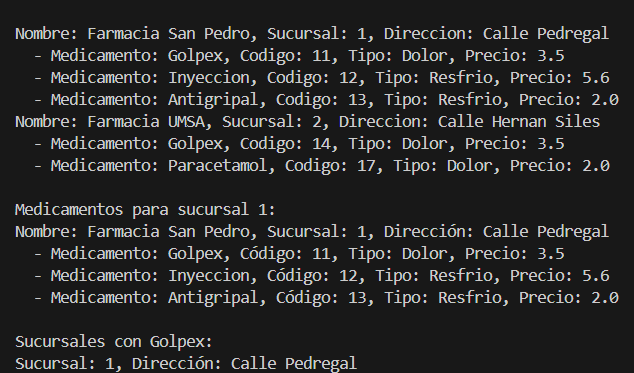 Nombre: Farmacia San Pedro, Sucursal: 1, Direccion: Calle Pedregal
  - Medicamento: Golpex, Codigo: 11, Tipo: Dolor, Precio: 3.5
  - Medicamento: Inyeccion, Codigo: 12, Tipo: Resfrio, Precio: 5.6
  - Medicamento: Antigripal, Codigo: 13, Tipo: Resfrio, Precio: 2.0
Nombre: Farmacia UMSA, Sucursal: 2, Direccion: Calle Hernan Siles
  - Medicamento: Golpex, Codigo: 14, Tipo: Dolor, Precio: 3.5
  - Medicamento: Paracetamol, Codigo: 17, Tipo: Dolor, Precio: 2.0

Medicamentos para sucursal 1:
Nombre: Farmacia San Pedro, Sucursal: 1, Dirección: Calle Pedregal
  - Medicamento: Golpex, Código: 11, Tipo: Dolor, Precio: 3.5
  - Medicamento: Inyeccion, Código: 12, Tipo: Resfrio, Precio: 5.6
  - Medicamento: Antigripal, Código: 13, Tipo: Resfrio, Precio: 2.0

Sucursales con Golpex:
Sucursal: 1, Dirección: Calle Pedregal